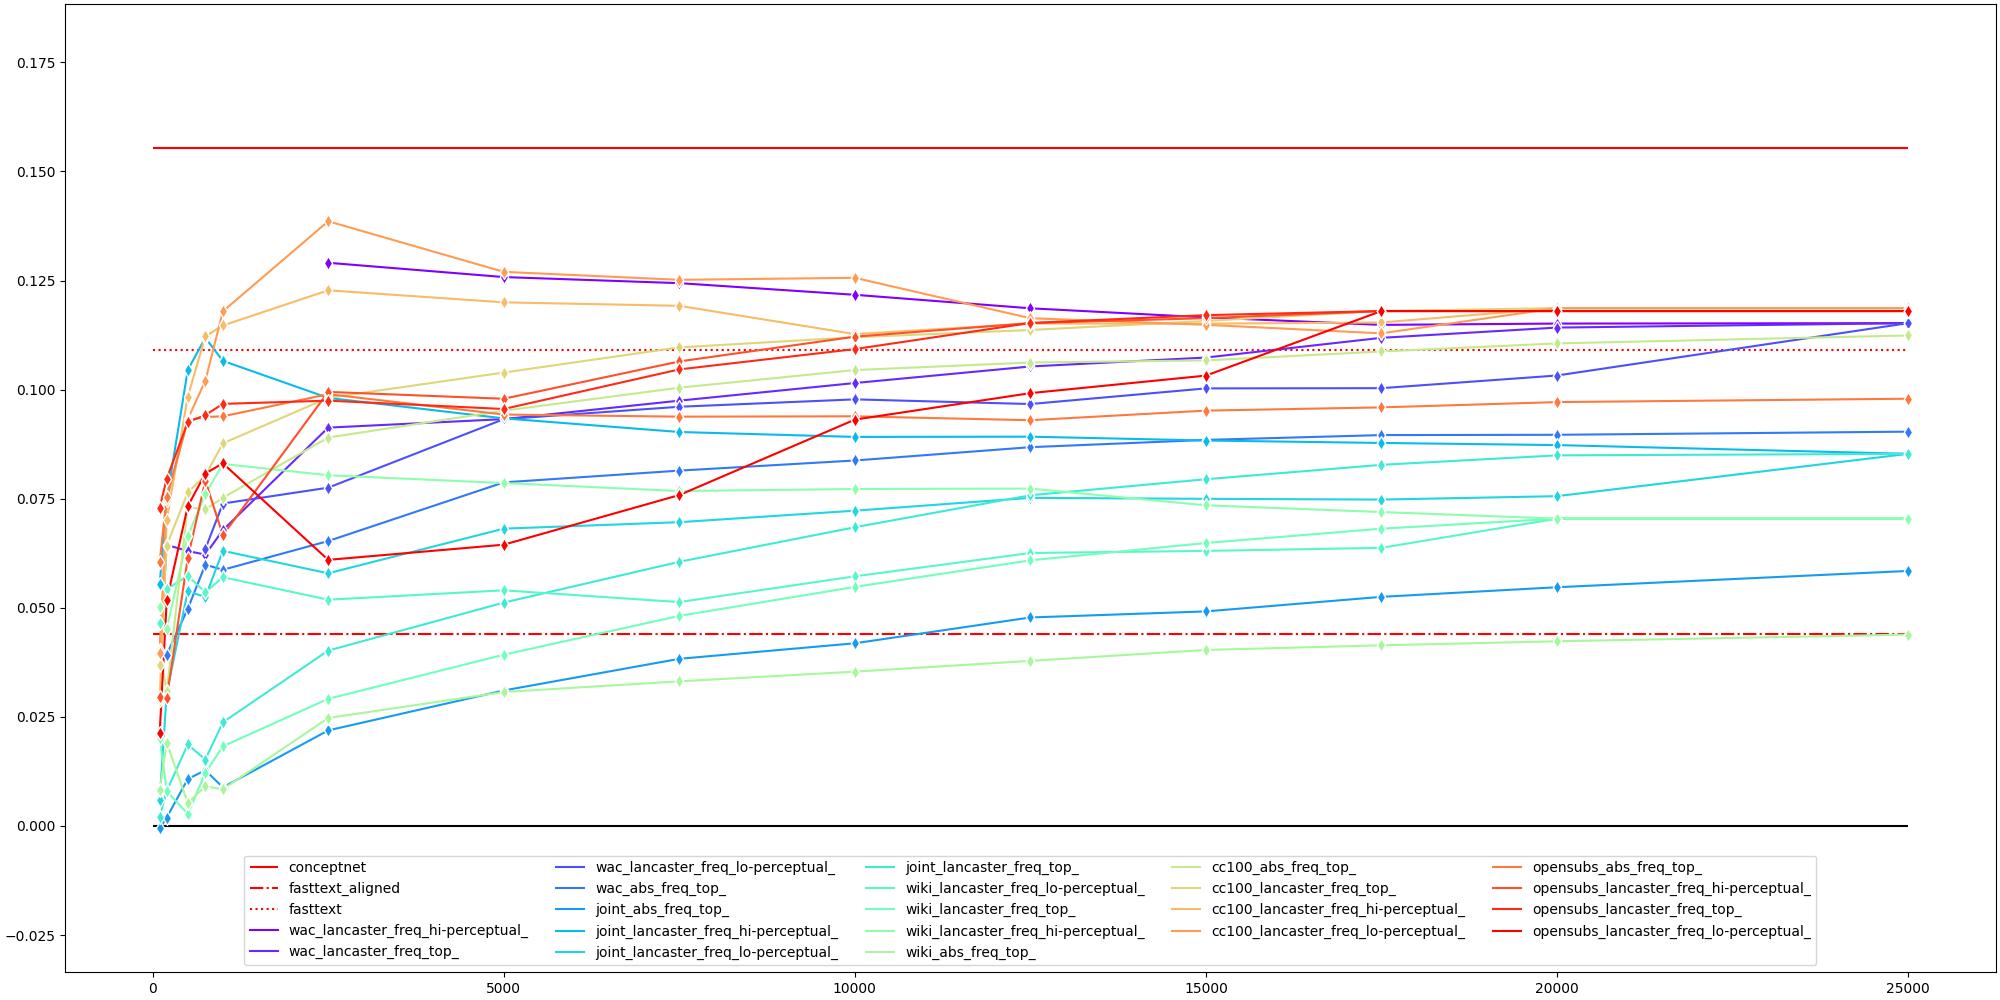 0.175
0.150
0.125
0.100
0.075
0.050
0.025
0.000
−0.025
conceptnet
fasttext_aligned
fasttext
wac_lancaster_freq_hi-perceptual_
wac_lancaster_freq_top_
wac_lancaster_freq_lo-perceptual_
wac_abs_freq_top_
joint_abs_freq_top_
joint_lancaster_freq_hi-perceptual_
joint_lancaster_freq_lo-perceptual_
joint_lancaster_freq_top_
wiki_lancaster_freq_lo-perceptual_
wiki_lancaster_freq_top_
wiki_lancaster_freq_hi-perceptual_
wiki_abs_freq_top_
cc100_abs_freq_top_
cc100_lancaster_freq_top_
cc100_lancaster_freq_hi-perceptual_
cc100_lancaster_freq_lo-perceptual_
opensubs_abs_freq_top_
opensubs_lancaster_freq_hi-perceptual_
opensubs_lancaster_freq_top_
opensubs_lancaster_freq_lo-perceptual_
0 5000 10000 15000 20000 25000